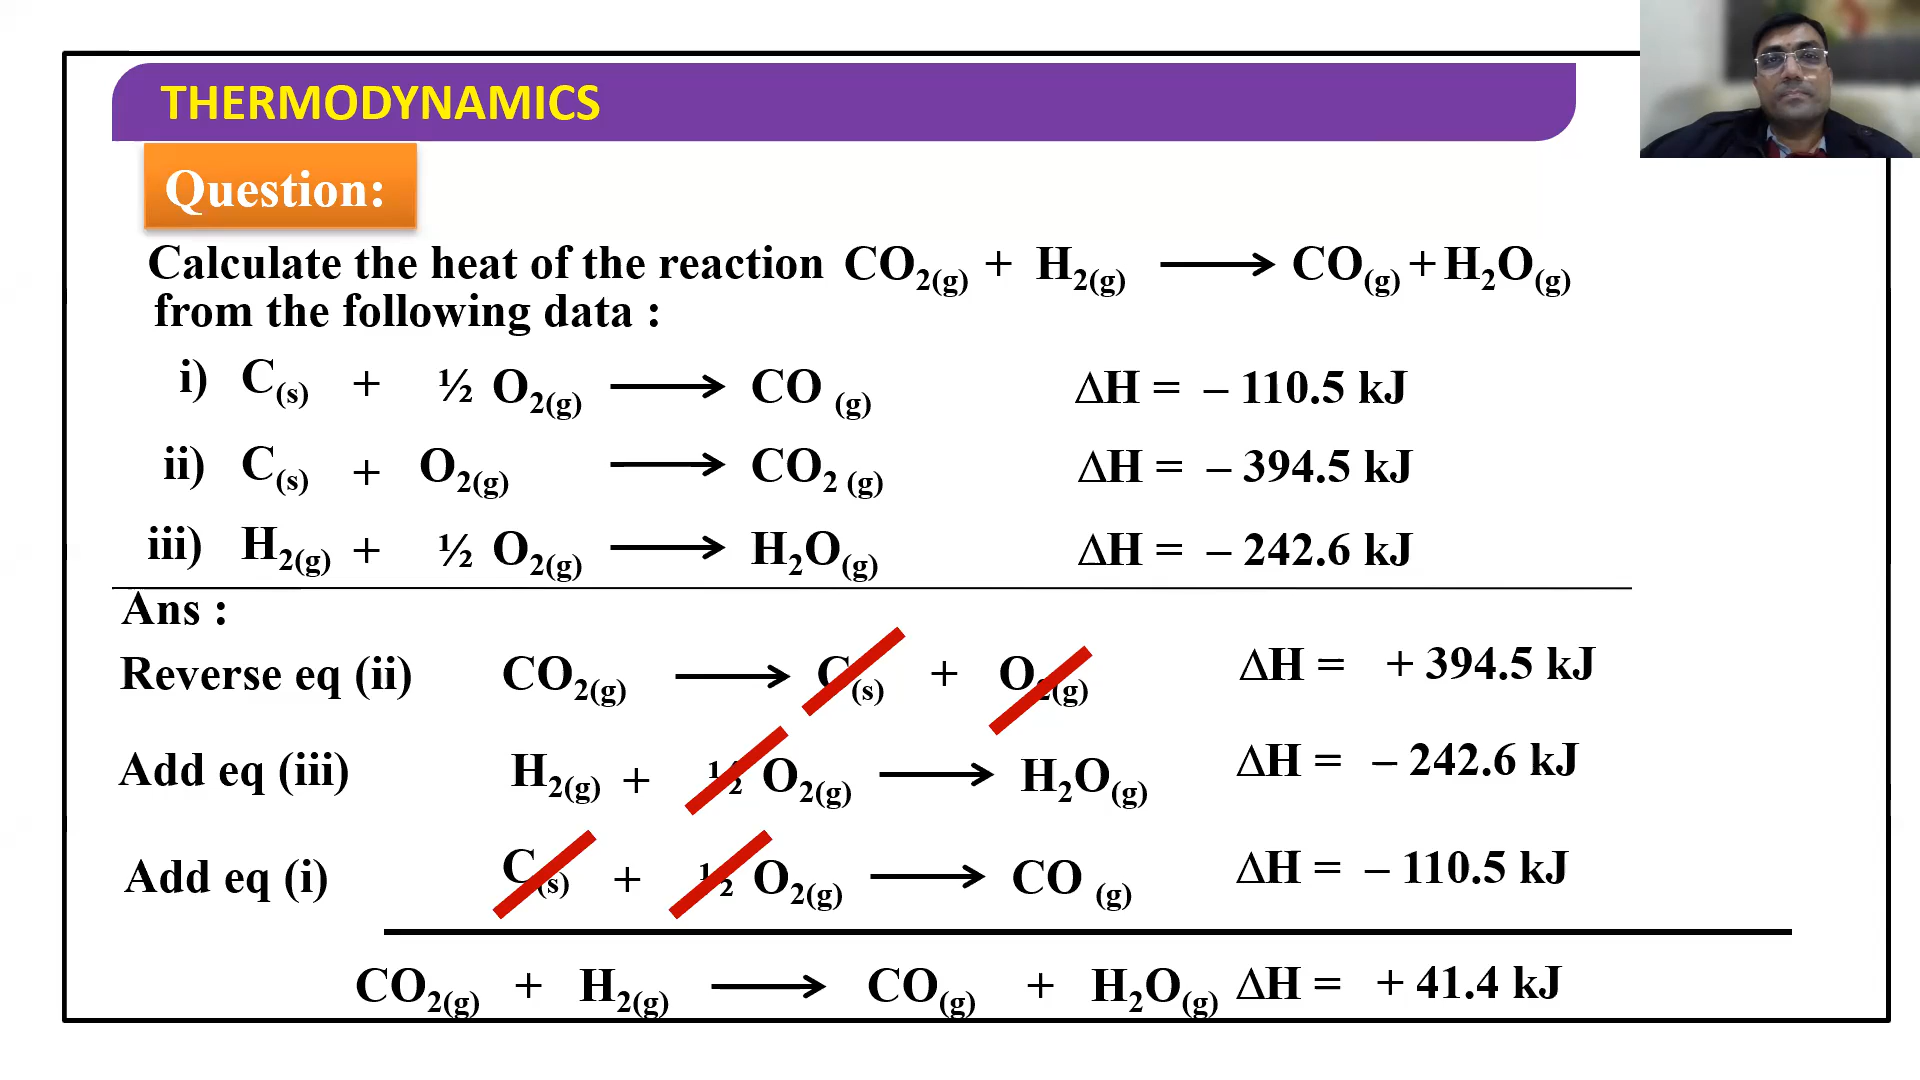 THERMODYNAMICS
Question:
Calculate the heat of the reaction CO₂(g) + H₂(g) ⟶ CO(g) + H₂O(g)
from the following data :
i) C(s) + ½ O₂(g) ⟶ CO (g) ΔH = – 110.5 kJ
ii) C(s) + O₂(g) ⟶ CO₂ (g) ΔH = – 394.5 kJ
iii) H₂(g) + ½ O₂(g) ⟶ H₂O(g) ΔH = – 242.6 kJ
Ans :
Reverse eq (ii) CO₂(g) ⟶ C(s) + O₂(g) ΔH = + 394.5 kJ
Add eq (iii) H₂(g) + ½ O₂(g) ⟶ H₂O(g) ΔH = – 242.6 kJ
Add eq (i) C(s) + ½ O₂(g) ⟶ CO (g) ΔH = – 110.5 kJ
CO₂(g) + H₂(g) ⟶ CO(g) + H₂O(g) ΔH = + 41.4 kJ